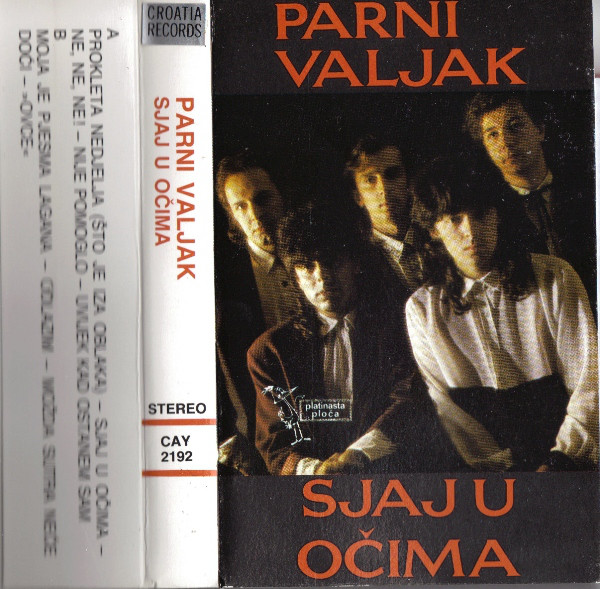 A
PROKLETA NEDJELJA (ŠTO JE IZA OBLAKA) – SJAJ U OČIMA –
NE, NE, NE! – NIJE POMOGLO – UVIJEK KAD OSTANEM SAM
B
MOJA JE PJESMA LAGANA – ODLAZIM – MOŽDA SUTRA NEĆE
DOĆI – »OVCE«
CROATIA
RECORDS
PARNI VALJAK
SJAJ U OČIMA
STEREO
CAY
2192
PARNI
VALJAK
platinasta
ploča
SJAJ U
OČIMA